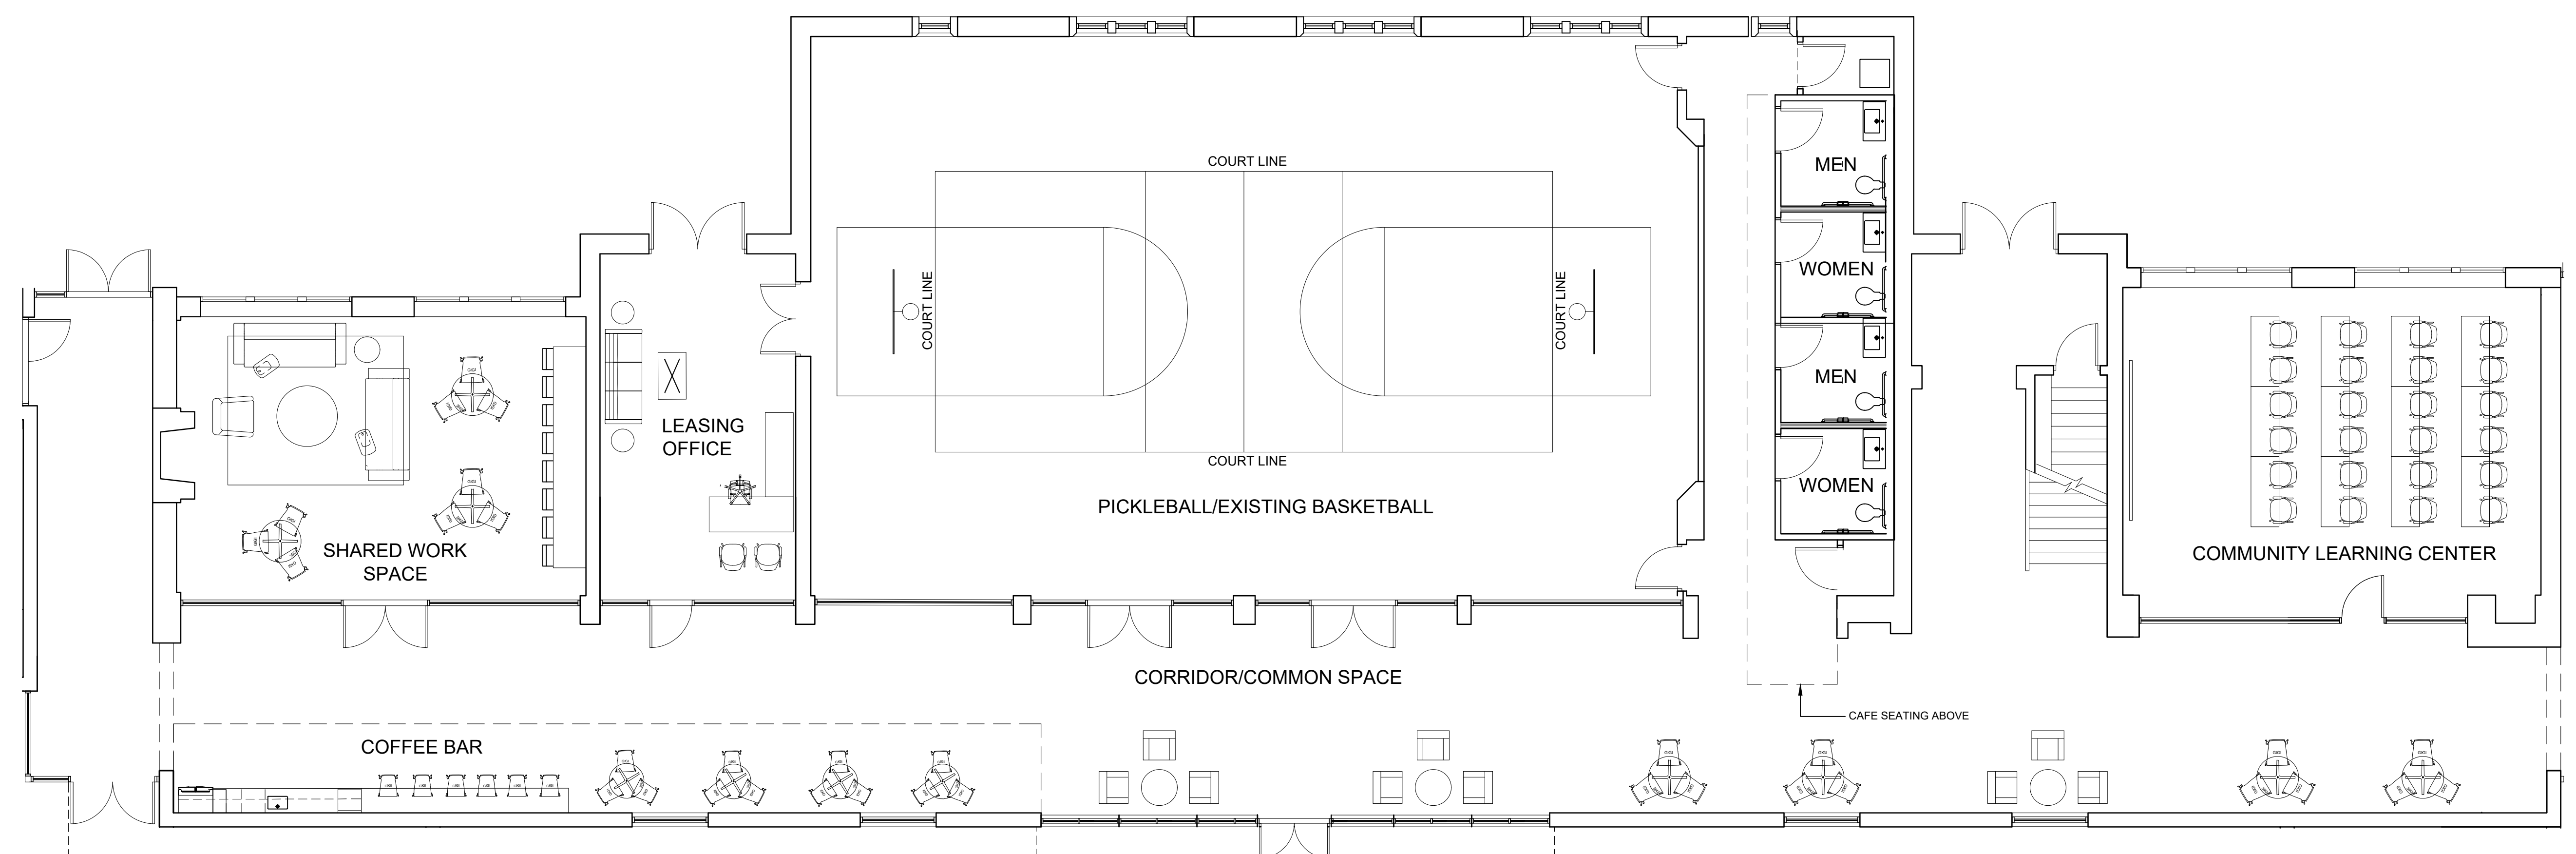 COURT LINE
MEN
WOMEN
COURT LINE
COURT LINE
MEN
LEASING
OFFICE
COURT LINE
WOMEN
PICKLEBALL/EXISTING BASKETBALL
SHARED WORK
SPACE
COMMUNITY LEARNING CENTER
CORRIDOR/COMMON SPACE
CAFE SEATING ABOVE
COFFEE BAR